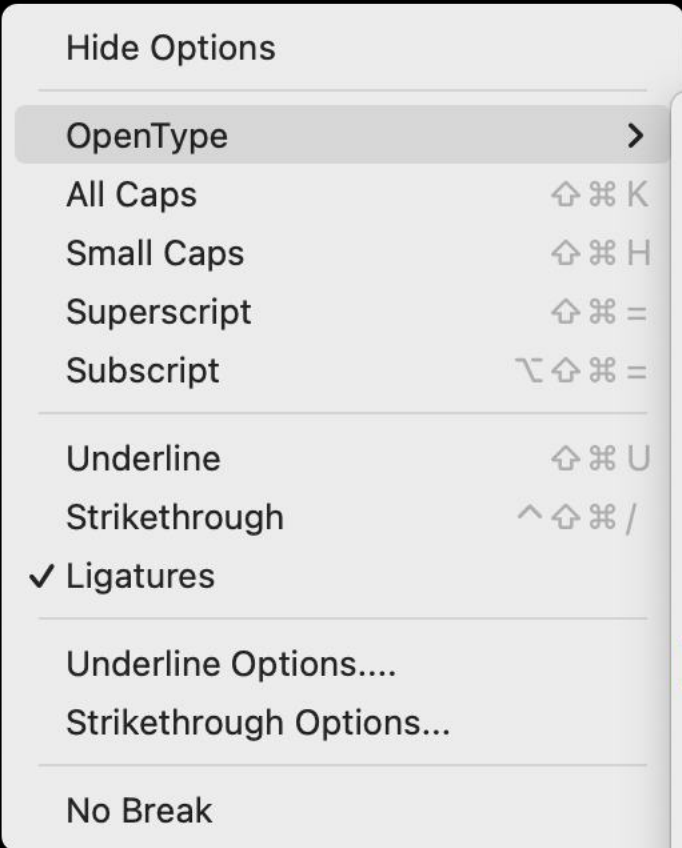 Hide Options
OpenType >
All Caps ⇧⌘K
Small Caps ⇧⌘H
Superscript ⇧⌘=
Subscript ⌥⇧⌘=
Underline ⇧⌘U
Strikethrough ^⇧⌘/
✓ Ligatures
Underline Options....
Strikethrough Options...
No Break